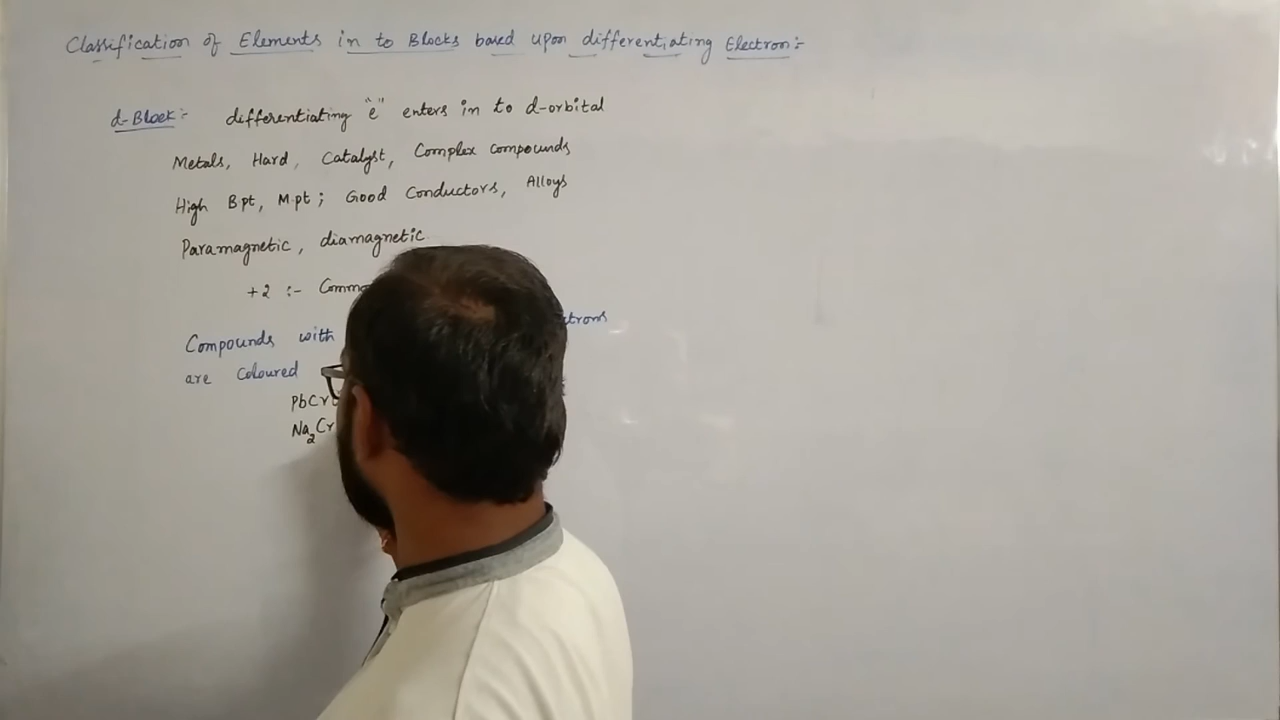 Classification of Elements in to Blocks based upon differentiating Electron:-
d-Block:- differentiating "e" enters in to d-orbital
Metals, Hard, Catalyst, Complex compounds
High Bpt, M.pt; Good Conductors, Alloys
Paramagnetic, diamagnetic
+2 :-
Compounds with
are coloured
Na2Cr